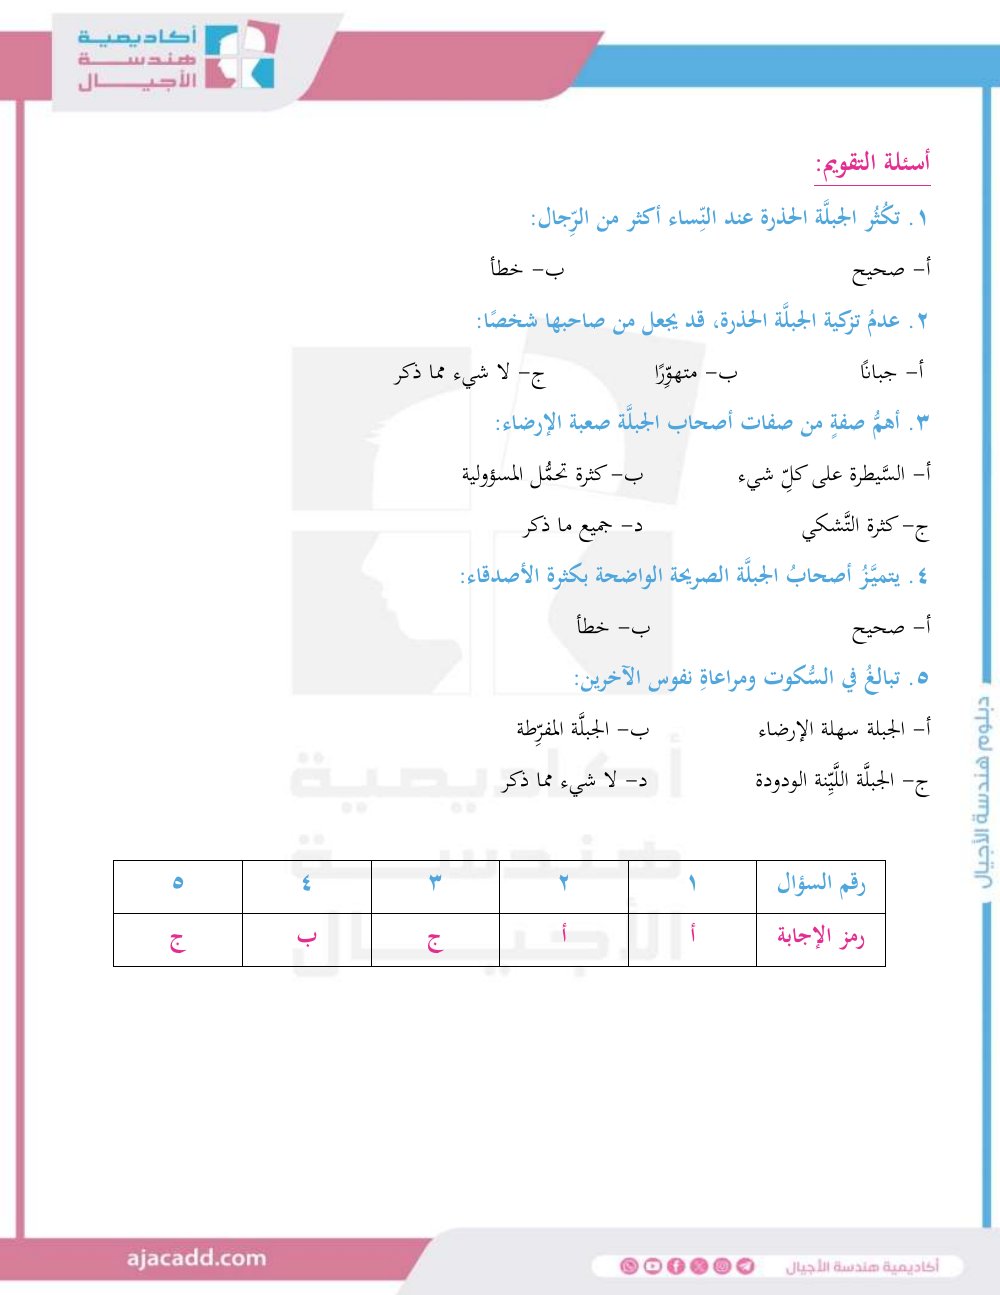 أكاديمية
هندسة
الأجيال
أسئلة التقويم:
١. تكثُر الجبلَّة الحذرة عند النِّساء أكثر من الرِّجال:
أ- صحيح ب- خطأ
٢. عدمُ تزكية الجبلَّة الحذرة، قد يجعل من صاحبها شخصًا:
أ- جبانًا ب- متهوِّرًا ج- لا شيء مما ذكر
٣. أهمُّ صفةٍ من صفات أصحاب الجبلَّة صعبة الإرضاء:
أ- السَّيطرة على كلِّ شيء ب- كثرة تحمُّل المسؤولية
ج- كثرة التَّشكي د- جميع ما ذكر
٤. يتميَّزُ أصحابُ الجبلَّة الصريحة الواضحة بكثرة الأصدقاء:
أ- صحيح ب- خطأ
٥. تبالغُ في السُّكوت ومراعاةِ نفوس الآخرين:
أ- الجبلة سهلة الإرضاء ب- الجبلَّة المفرِّطة
ج- الجبلَّة اللَّيِّنة الودودة د- لا شيء مما ذكر
أكاديمية
هندسة
الأجيال
رقم السؤال ١ ٢ ٣ ٤ ٥
رمز الإجابة أ أ ج ب ج
دبلوم هندسة الأجيال
ajacadd.com
أكاديمية هندسة الأجيال